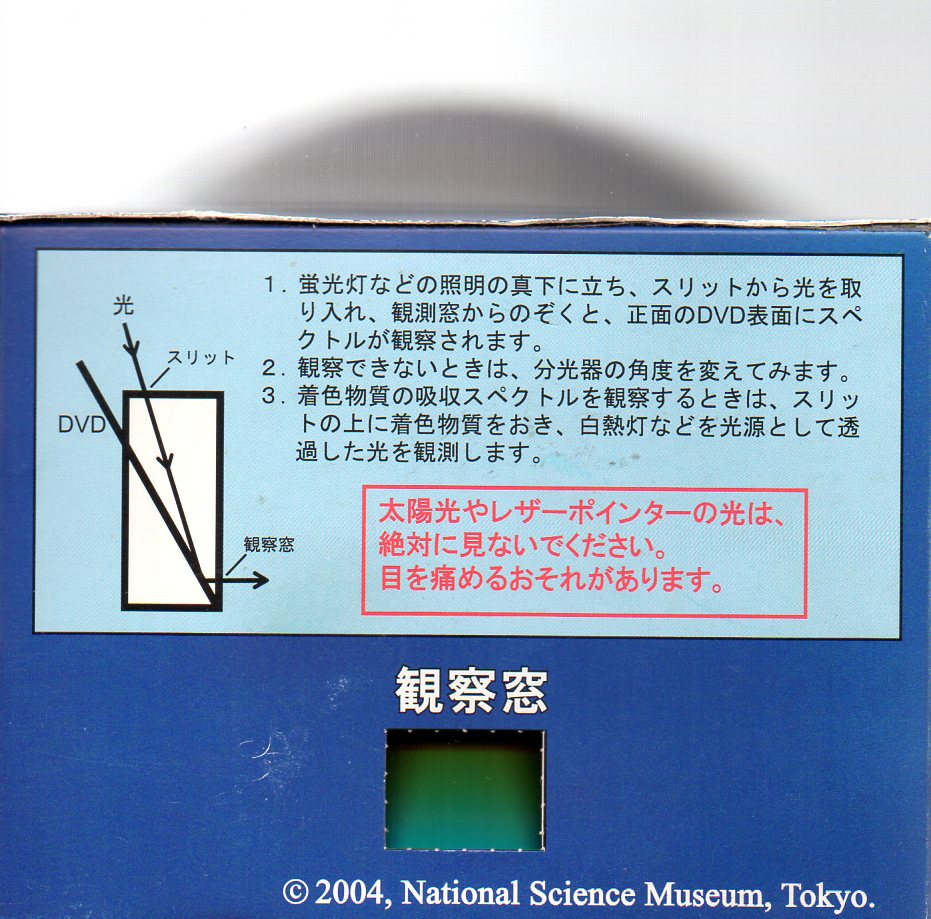 光
スリット
DVD
観察窓
1. 蛍光灯などの照明の真下に立ち、スリットから光を取
り入れ、観測窓からのぞくと、正面のDVD表面にスペ
クトルが観察されます。
2. 観察できないときは、分光器の角度を変えてみます。
3. 着色物質の吸収スペクトルを観察するときは、スリッ
トの上に着色物質をおき、白熱灯などを光源として透
過した光を観測します。
太陽光やレザーポインターの光は、
絶対に見ないでください。
目を痛めるおそれがあります。
観察窓
© 2004, National Science Museum, Tokyo.